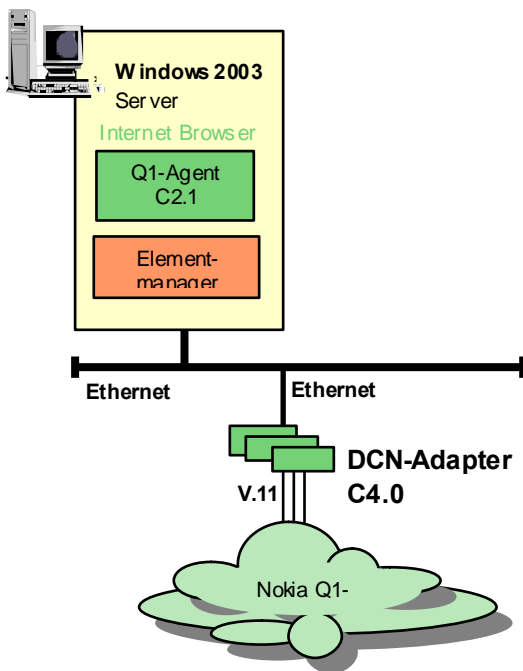 Windows 2003
Server
Internet Browser
Q1-Agent
C2.1
Element-
manager
Ethernet
Ethernet
DCN-Adapter
V.11
C4.0
Nokia Q1-